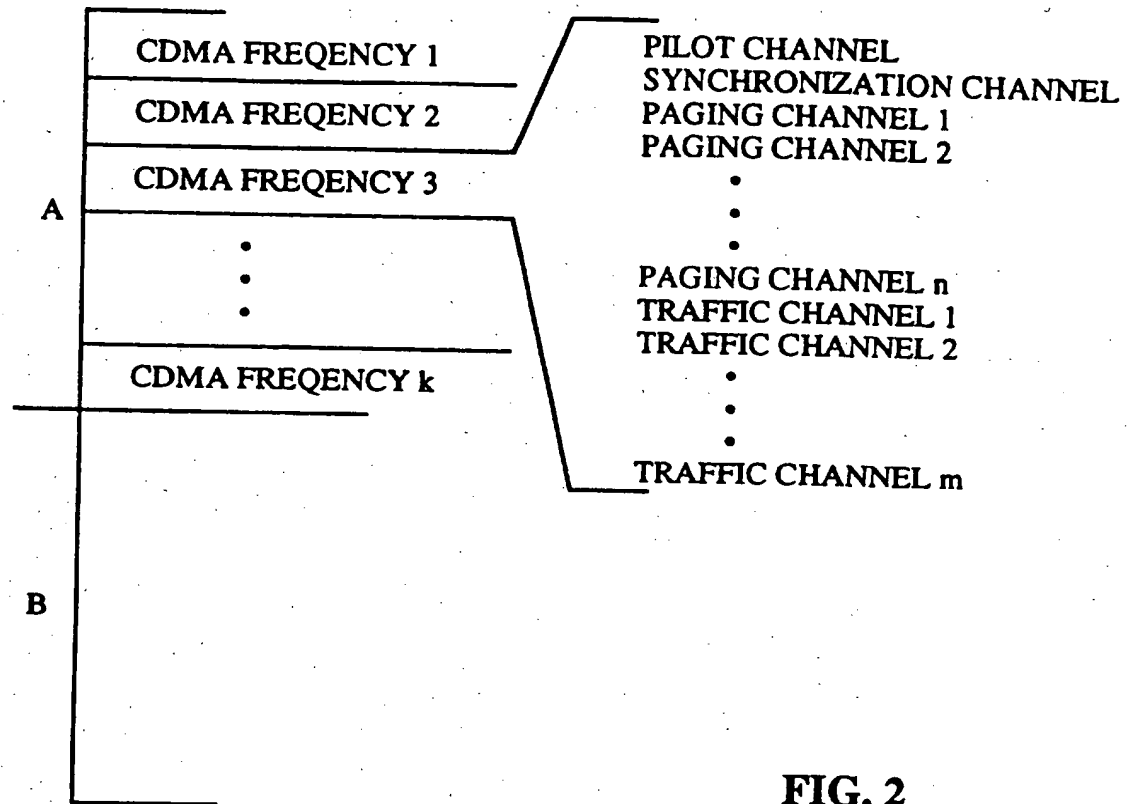 CDMA FREQENCY 1
CDMA FREQENCY 2
CDMA FREQENCY 3
CDMA FREQENCY k
A
B
PILOT CHANNEL
SYNCHRONIZATION CHANNEL
PAGING CHANNEL 1
PAGING CHANNEL 2
PAGING CHANNEL n
TRAFFIC CHANNEL 1
TRAFFIC CHANNEL 2
TRAFFIC CHANNEL m
FIG. 2